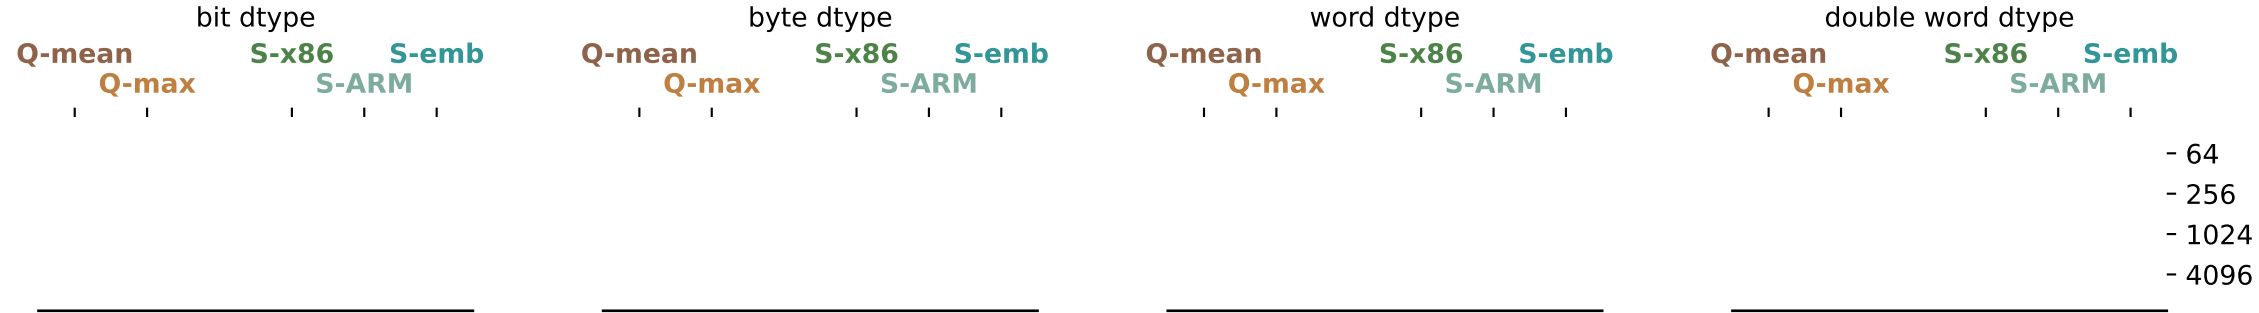 bit dtype byte dtype word dtype double word dtype
Q-mean S-x86 S-emb Q-mean S-x86 S-emb Q-mean S-x86 S-emb Q-mean S-x86 S-emb
Q-max S-ARM Q-max S-ARM Q-max S-ARM Q-max S-ARM
64
256
1024
4096